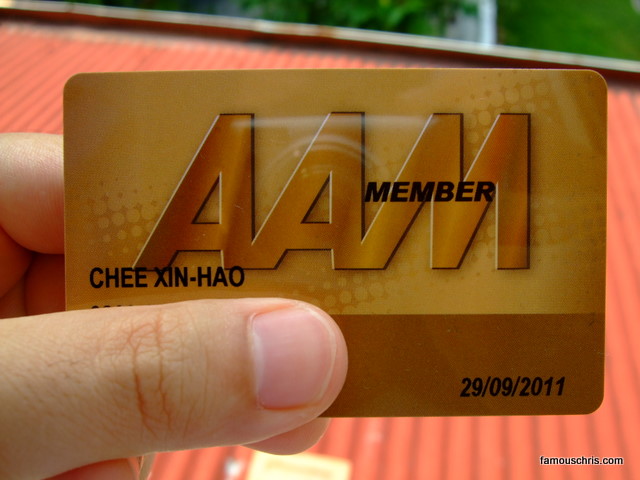 AAM
MEMBER
CHEE XIN-HAO
29/09/2011
famouschris.com